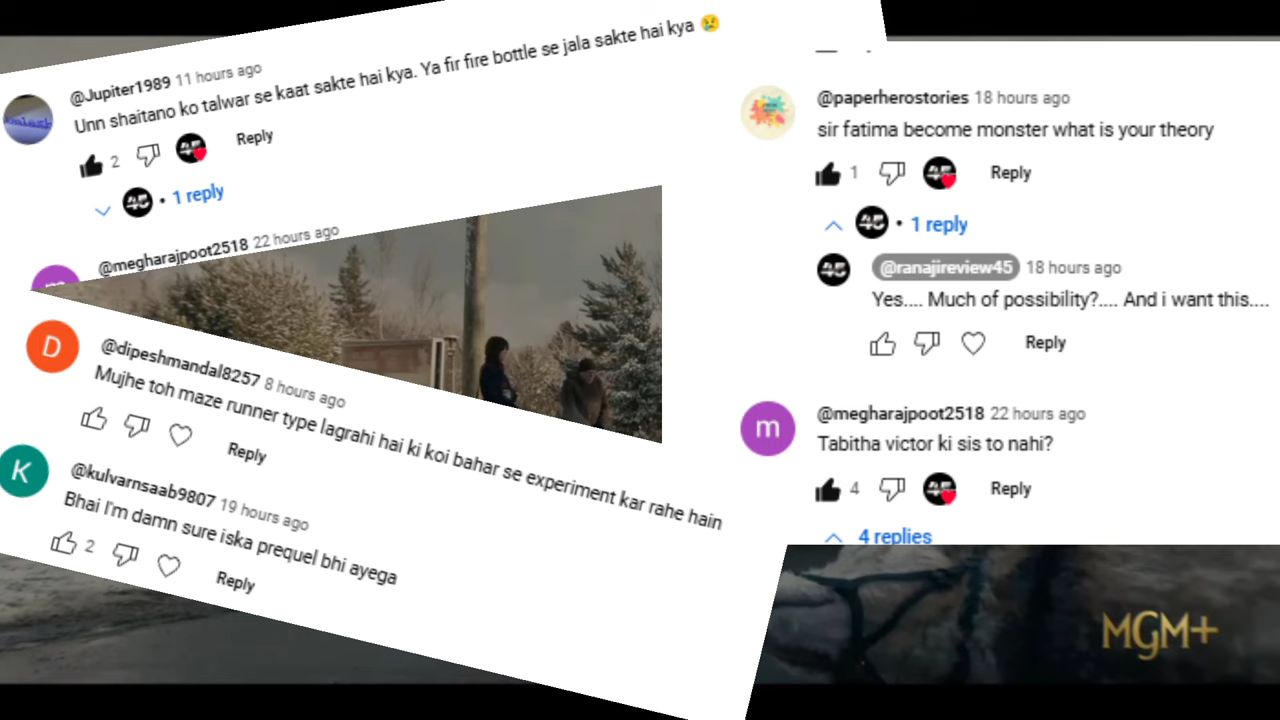 @Jupiter1989 11 hours ago
Unn shaitano ko talwar se kaat sakte hai kya. Ya fir fire bottle se jala sakte hai kya 😢
2 Reply
45 • 1 reply
@megharajpoot2518 22 hours ago
D
@dipeshmandal8257 8 hours ago
Mujhe toh maze runner type lagrahi hai ki koi bahar se experiment kar rahe hain
Reply
K
@kulvarnsaab9807 19 hours ago
Bhai I'm damn sure iska prequel bhi ayega
2 Reply
@paperherostories 18 hours ago
sir fatima become monster what is your theory
1 45 Reply
45 • 1 reply
45 @ranajireview45 18 hours ago
Yes.... Much of possibility?.... And i want this....
Reply
m
@megharajpoot2518 22 hours ago
Tabitha victor ki sis to nahi?
4 45 Reply
4 replies
MGM+